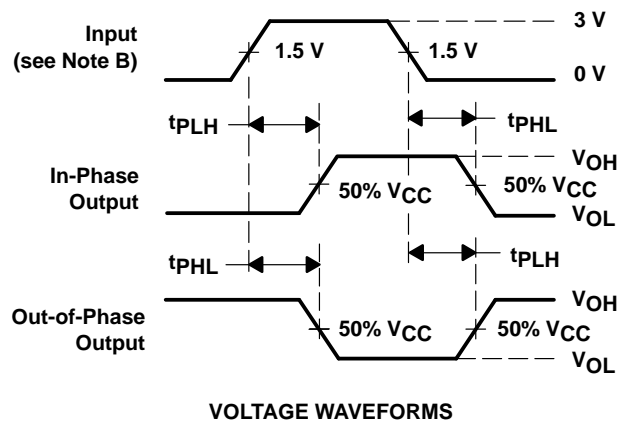 Input
(see Note B)
1.5 V
1.5 V
3 V
0 V
tPLH
tPHL
In-Phase
Output
50% VCC
VOH
50% VCC
VOL
tPHL
tPLH
Out-of-Phase
Output
50% VCC
VOH
50% VCC
VOL
VOLTAGE WAVEFORMS